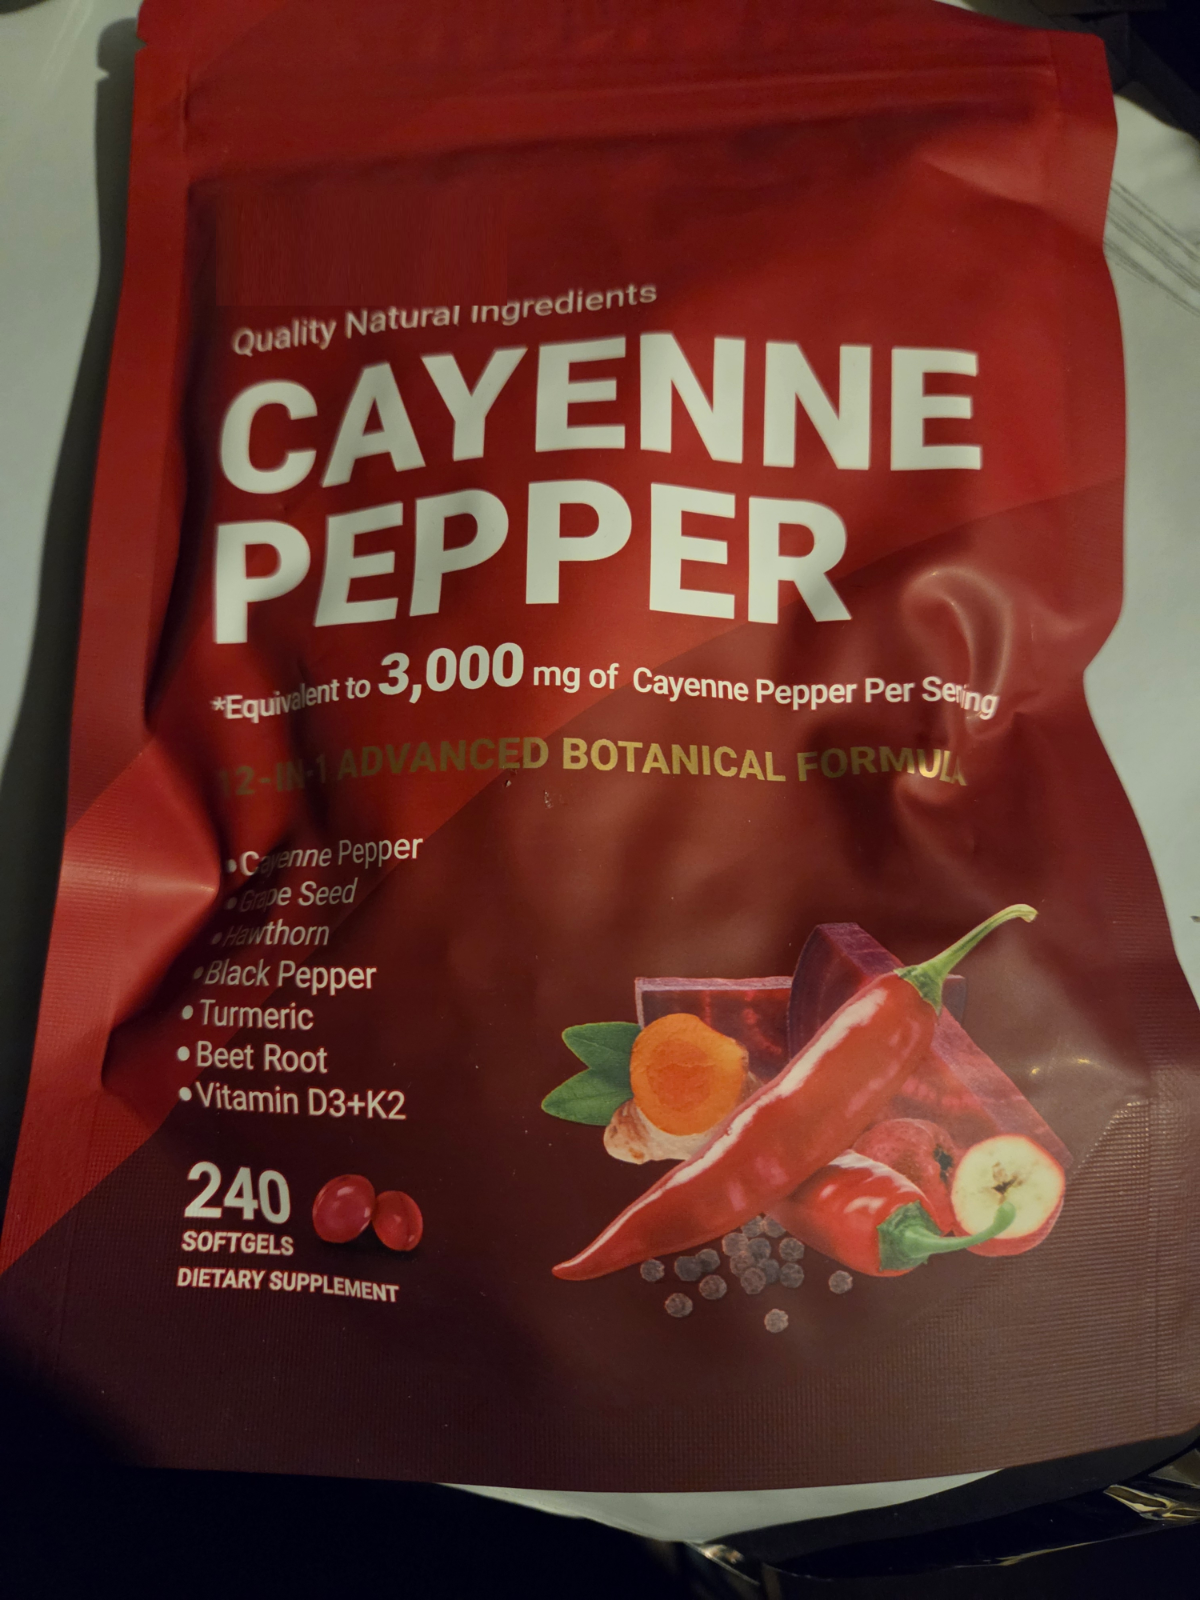 Quality Natural Ingredients
CAYENNE
PEPPER
*Equivalent to 3,000 mg of Cayenne Pepper Per Serving
12-IN-1 ADVANCED BOTANICAL FORMULA
•Cayenne Pepper
•Grape Seed
•Hawthorn
•Black Pepper
•Turmeric
•Beet Root
•Vitamin D3+K2
240
SOFTGELS
DIETARY SUPPLEMENT